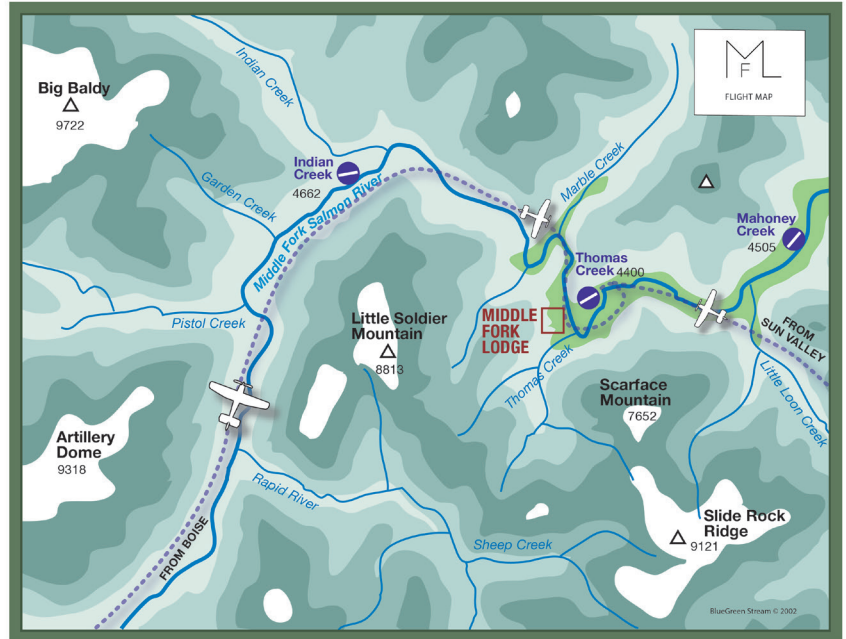 MFL
FLIGHT MAP
Big Baldy
9722
Indian Creek
Indian
Creek
4662
Garden Creek
Middle Fork Salmon River
Marble Creek
Mahoney
Creek
4505
Thomas
Creek 4400
Pistol Creek
Little Soldier
Mountain
8813
MIDDLE
FORK
LODGE
FROM
SUN VALLEY
Thomas Creek
Scarface
Mountain
7652
Little Loon Creek
Artillery
Dome
9318
Rapid River
FROM BOISE
Slide Rock
Ridge
9121
Sheep Creek
BlueGreen Stream © 2002